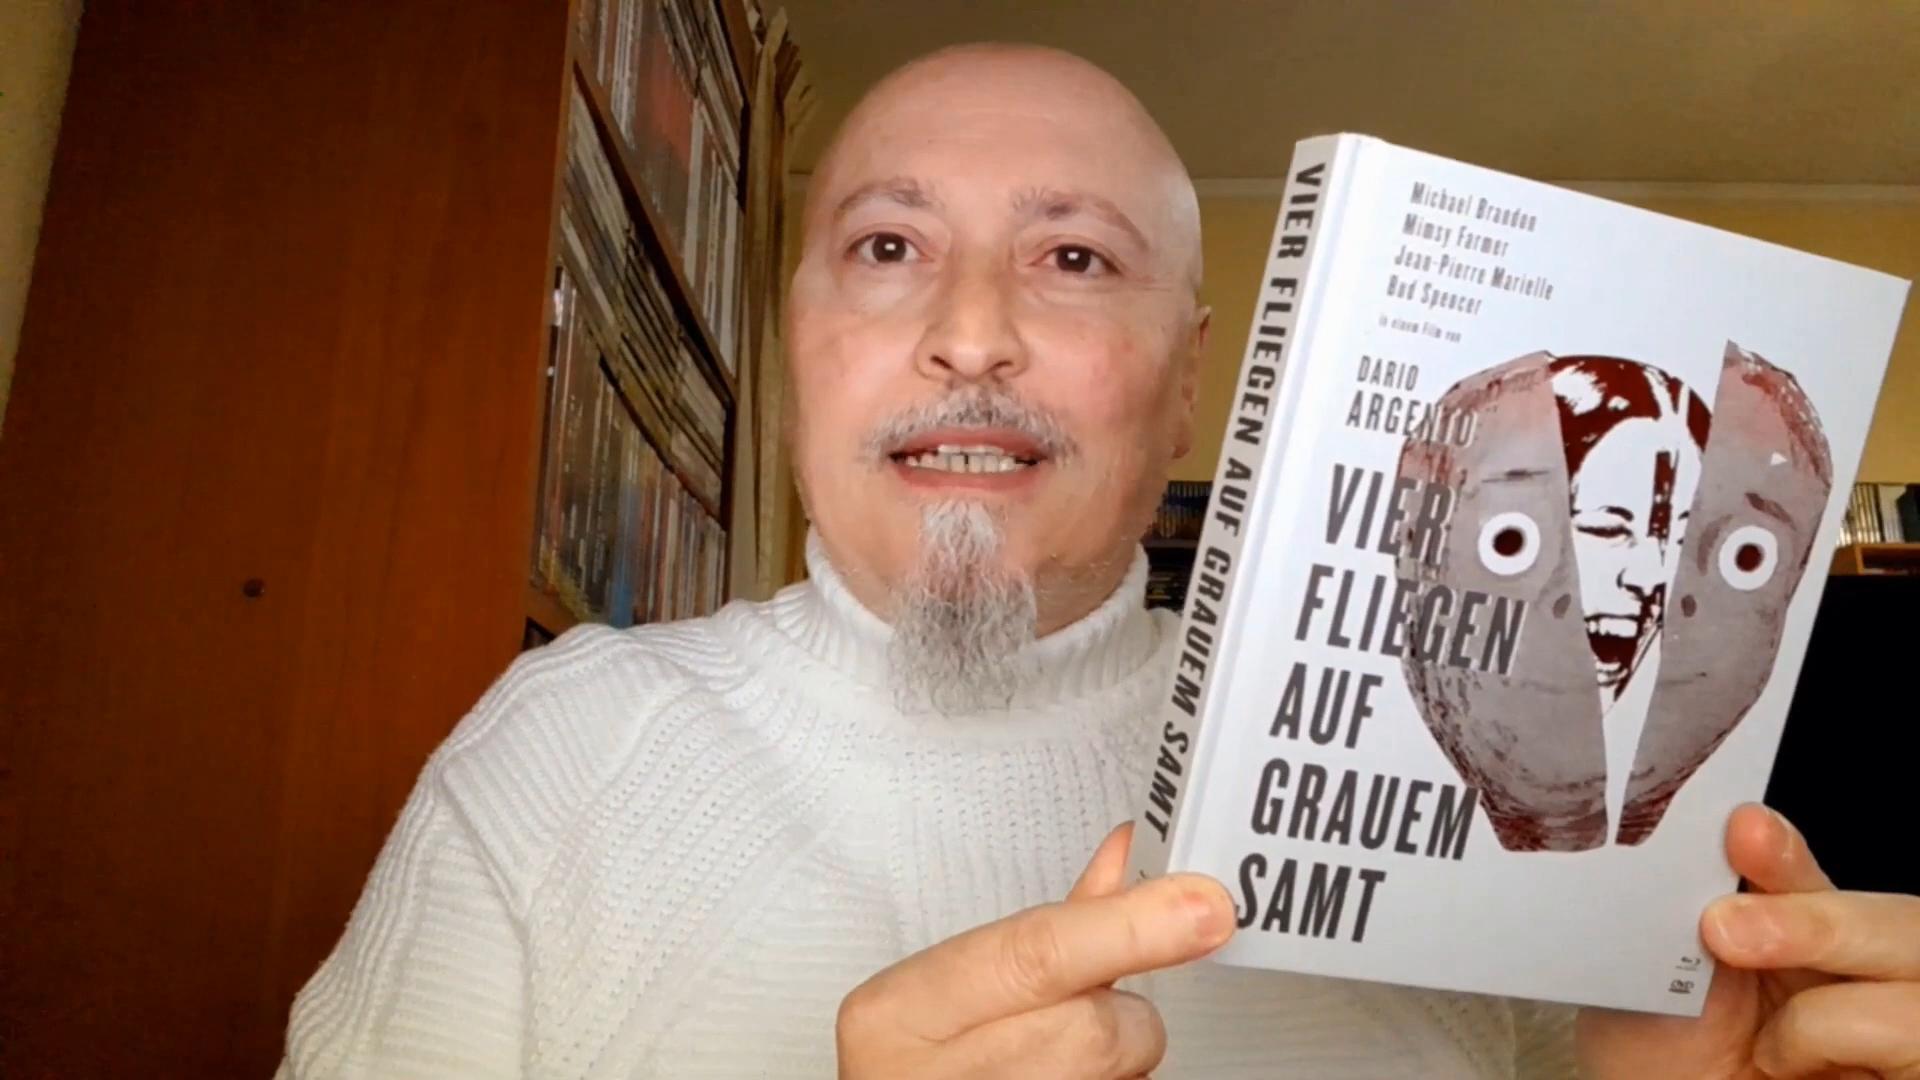 VIER FLIEGEN AUF GRAUEM SAMT
Michael Brandon
Mimsy Farmer
Jean-Pierre Marielle
Bud Spencer
in einem Film von
DARIO
ARGENTO
VIER
FLIEGEN
AUF
GRAUEM
SAMT
DVD